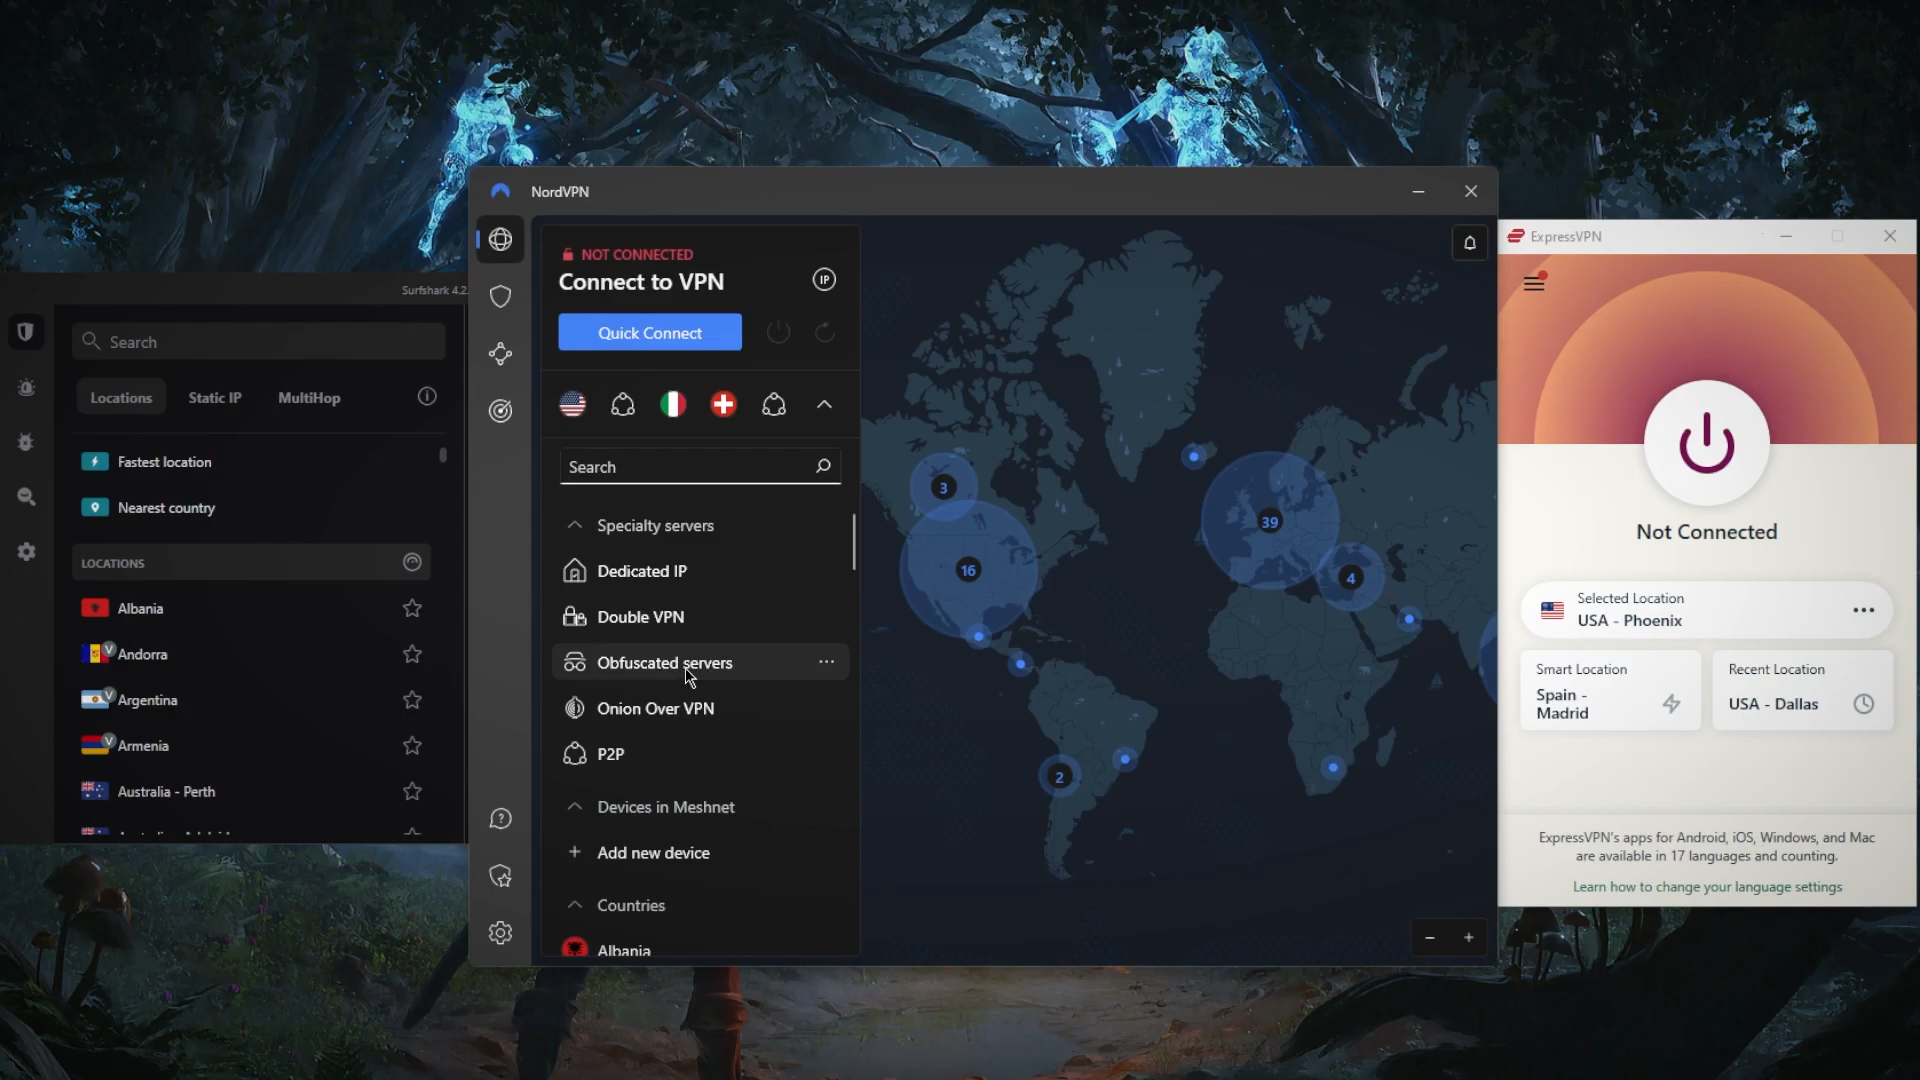 Surfshark 4.2.
Search
Locations
Static IP
MultiHop
Fastest location
Nearest country
LOCATIONS
Albania
V
Andorra
V
Argentina
V
Armenia
Australia - Perth
NordVPN
NOT CONNECTED
Connect to VPN
IP
Quick Connect
Search
Specialty servers
Dedicated IP
Double VPN
Obfuscated servers
Onion Over VPN
P2P
Devices in Meshnet
+ Add new device
Countries
Albania
3
16
39
4
2
− +
ExpressVPN
Not Connected
Selected Location
USA - Phoenix
Smart Location
Spain -
Madrid
Recent Location
USA - Dallas
ExpressVPN's apps for Android, iOS, Windows, and Mac
are available in 17 languages and counting.
Learn how to change your language settings